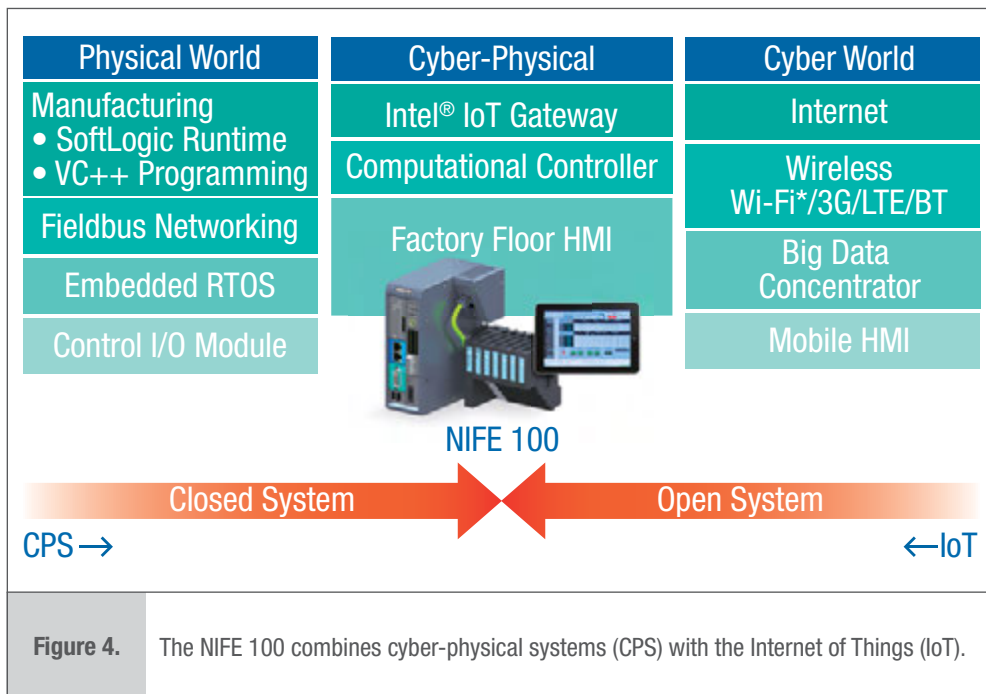 Physical World
Manufacturing
• SoftLogic Runtime
• VC++ Programming
Fieldbus Networking
Embedded RTOS
Control I/O Module
Cyber-Physical
Intel® IoT Gateway
Computational Controller
Factory Floor HMI
NIFE 100
Cyber World
Internet
Wireless
Wi-Fi*/3G/LTE/BT
Big Data
Concentrator
Mobile HMI
Closed System
Open System
CPS→
←IoT
Figure 4.
The NIFE 100 combines cyber-physical systems (CPS) with the Internet of Things (IoT).